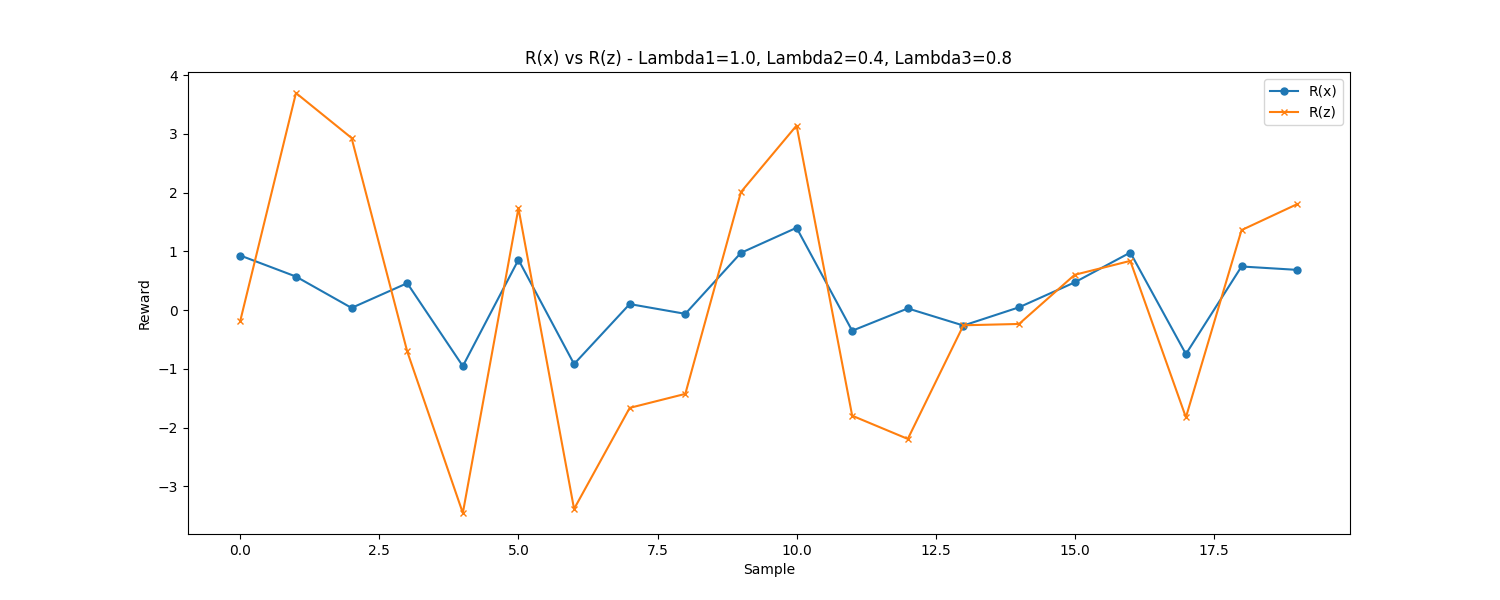 R(x) vs R(z) - Lambda1=1.0, Lambda2=0.4, Lambda3=0.8
R(x)
R(z)
Reward
4
3
2
1
0
−1
−2
−3
0.0 2.5 5.0 7.5 10.0 12.5 15.0 17.5
Sample